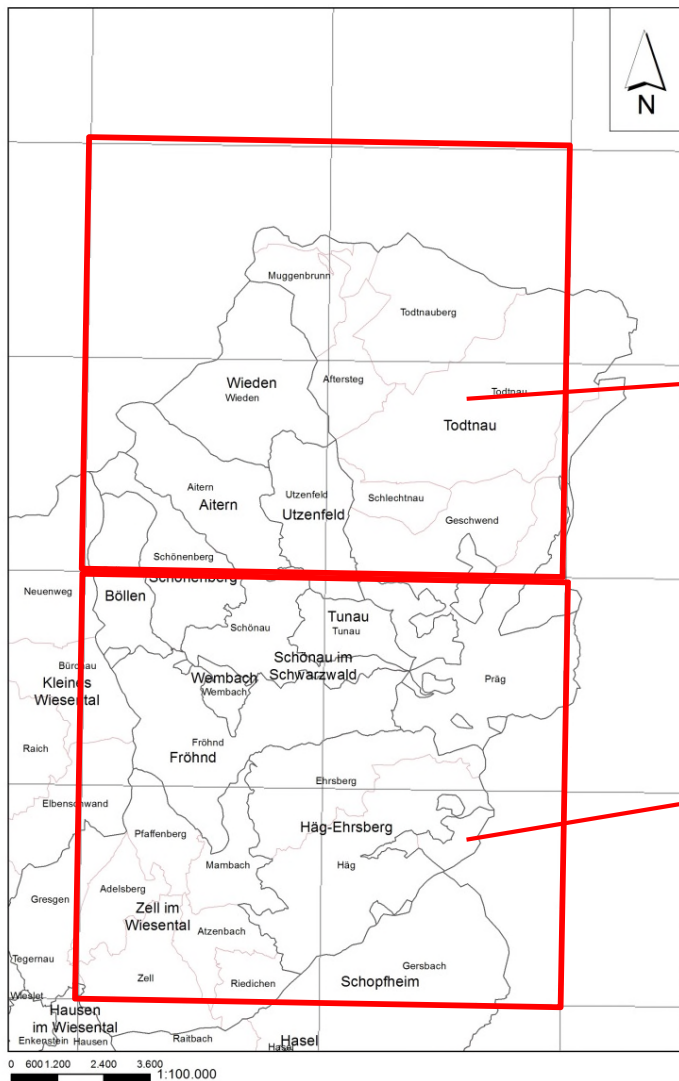 N
Muggenbrunn
Todtnauberg
Wieden
Wieden
Aftersteg
Todtnau
Todtnau
Aitern
Aitern
Utzenfeld
Utzenfeld
Schlechtnau
Geschwend
Schönenberg
Schönenberg
Neuenweg
Böllen
Schönau
Tunau
Tunau
Schönau im
Schwarzwald
Wembach
Wembach
Präg
Bürchau
Kleines
Wiesental
Raich
Fröhnd
Fröhnd
Ehrsberg
Elbenschwand
Häg-Ehrsberg
Pfaffenberg
Mambach
Häg
Adelsberg
Gresgen
Zell im
Wiesental
Atzenbach
Tegernau
Zell
Riedichen
Gersbach
Schopfheim
Wieslet
Hausen
im Wiesental
Enkenstein
Hausen
Raitbach
Hasel
Hasel
0 600 1.200 2.400 3.600
1:100.000